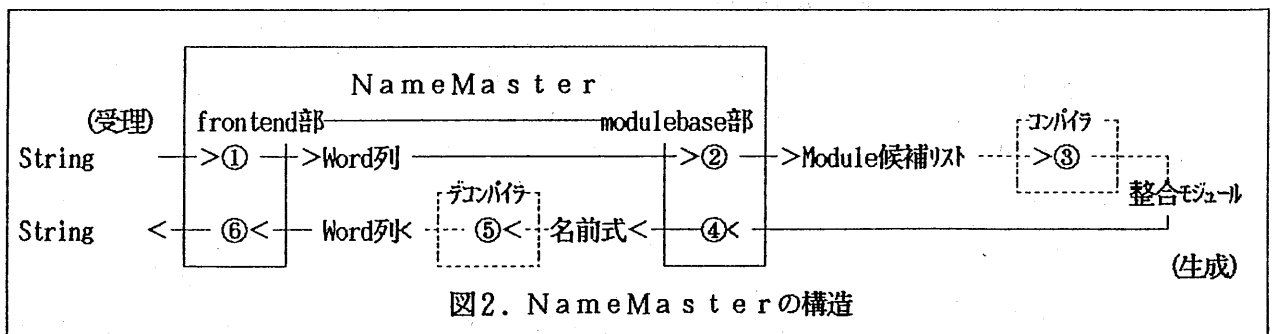 NameMaster
(受理) frontend部 modulebase部 コンパイラ
String ―>①―>Word列 ―>②―>Module候補リスト ---->③----
デコンパイラ 整合モジュール
String <―⑥<―Word列<----⑤<--名前式<―④<
(生成)
図2. NameMasterの構造